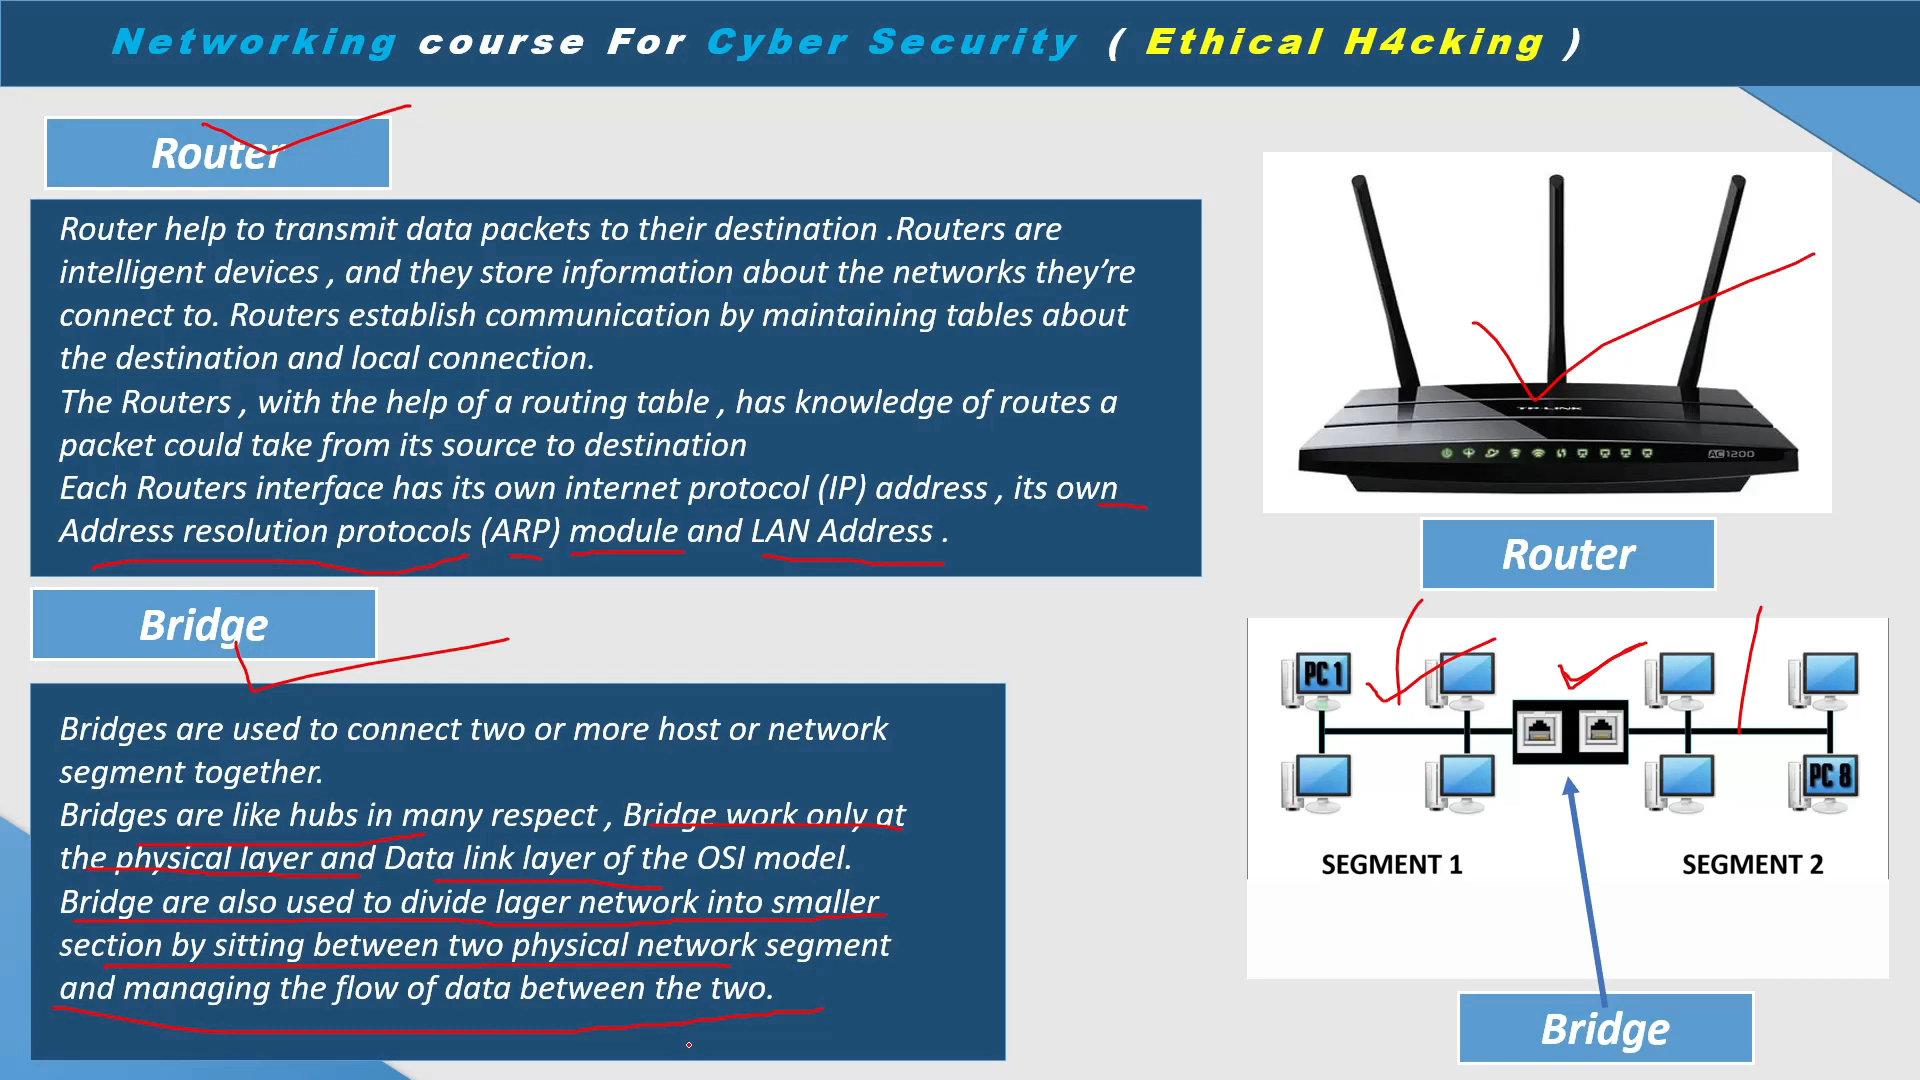 Networking course For Cyber Security ( Ethical H4cking )
Router
Router help to transmit data packets to their destination .Routers are
intelligent devices , and they store information about the networks they’re
connect to. Routers establish communication by maintaining tables about
the destination and local connection.
The Routers , with the help of a routing table , has knowledge of routes a
packet could take from its source to destination
Each Routers interface has its own internet protocol (IP) address , its own
Address resolution protocols (ARP) module and LAN Address .
TP-LINK
AC1200
Router
Bridge
Bridges are used to connect two or more host or network
segment together.
Bridges are like hubs in many respect , Bridge work only at
the physical layer and Data link layer of the OSI model.
Bridge are also used to divide lager network into smaller
section by sitting between two physical network segment
and managing the flow of data between the two.
PC 1
PC 8
SEGMENT 1
SEGMENT 2
Bridge